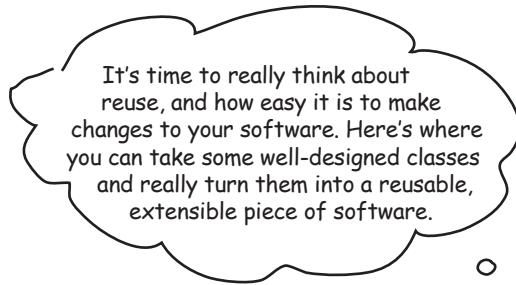 It's time to really think about
reuse, and how easy it is to make
changes to your software. Here's where
you can take some well-designed classes
and really turn them into a reusable,
extensible piece of software.